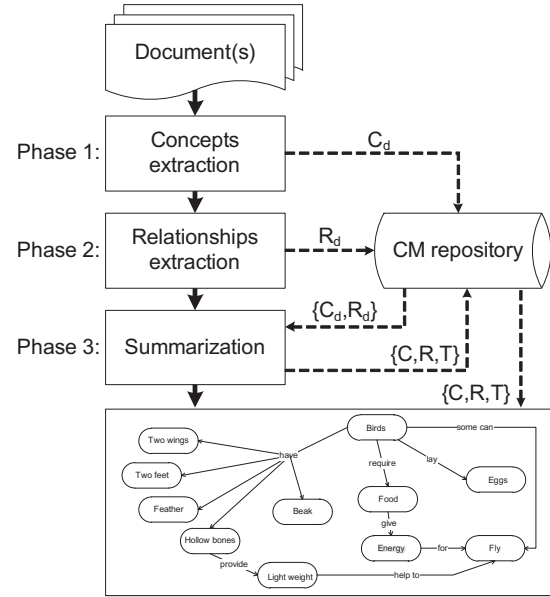 Document(s)
Phase 1:
Concepts
extraction
C_d
Phase 2:
Relationships
extraction
R_d
CM repository
{C_d,R_d}
Phase 3:
Summarization
{C,R,T}
{C,R,T}
Birds
some can
Two wings
have
Two feet
require
lay
Eggs
Feather
Beak
Food
give
Hollow bones
Energy
for
Fly
provide
Light weight
help to